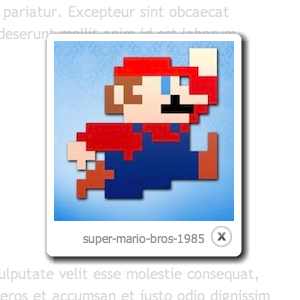 pariatur. Excepteur sint obcaecat
deserunt mollit anim id est laborum
super-mario-bros-1985
x
vulputate velit esse molestie consequat,
eros et accumsan et iusto odio dignissim